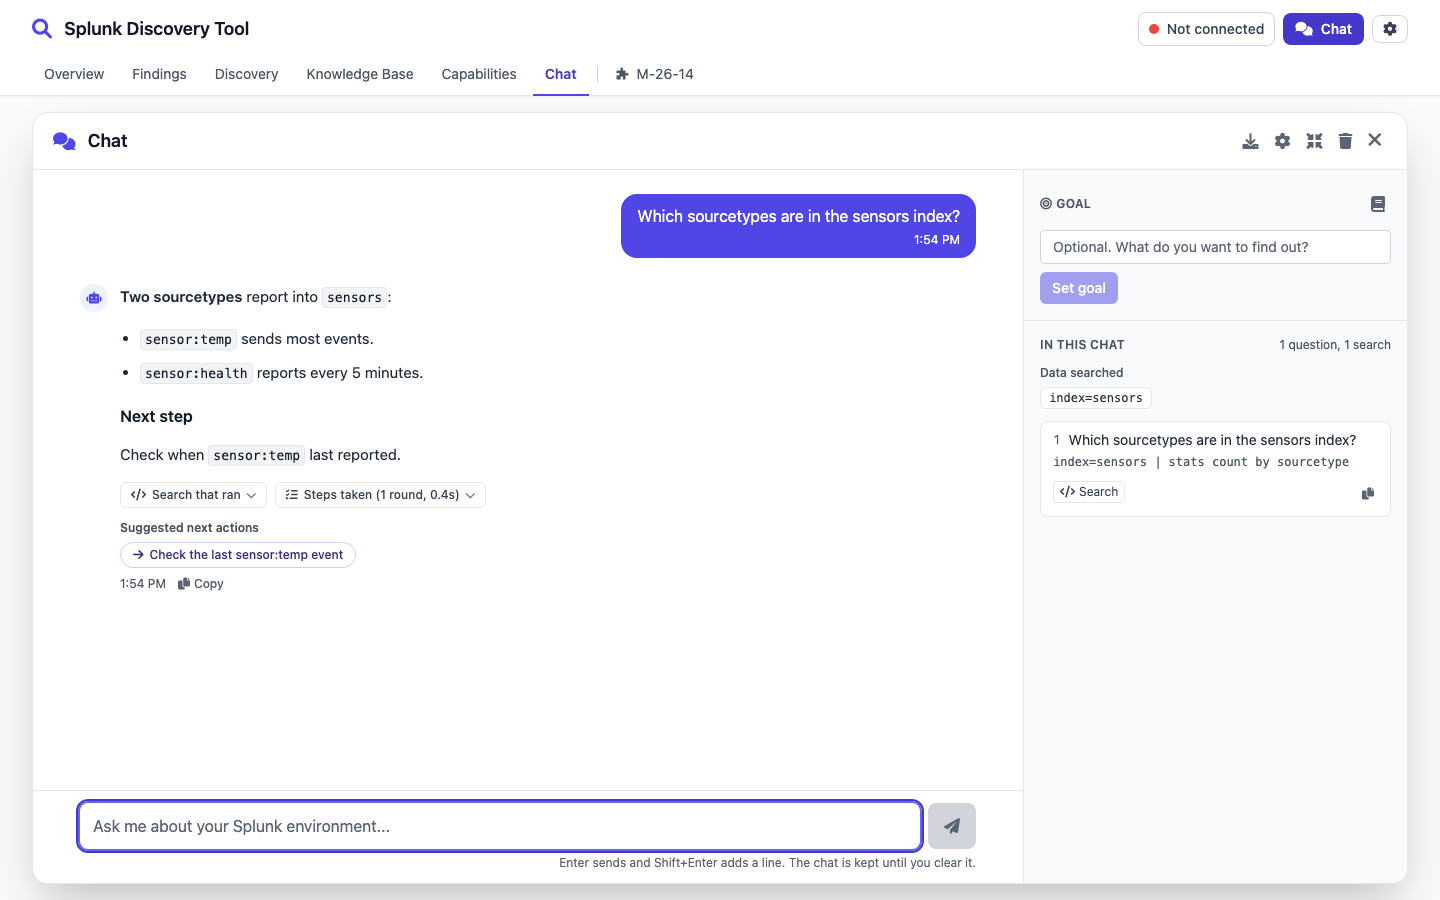 Splunk Discovery Tool
Not connected
Chat
Overview
Findings
Discovery
Knowledge Base
Capabilities
Chat
M-26-14
Chat
Which sourcetypes are in the sensors index?
1:54 PM
Two sourcetypes report into sensors:
sensor:temp sends most events.
sensor:health reports every 5 minutes.
Next step
Check when sensor:temp last reported.
Search that ran
Steps taken (1 round, 0.4s)
Suggested next actions
Check the last sensor:temp event
1:54 PM
Copy
Ask me about your Splunk environment...
Enter sends and Shift+Enter adds a line. The chat is kept until you clear it.
GOAL
Optional. What do you want to find out?
Set goal
IN THIS CHAT
1 question, 1 search
Data searched
index=sensors
1 Which sourcetypes are in the sensors index?
index=sensors | stats count by sourcetype
Search